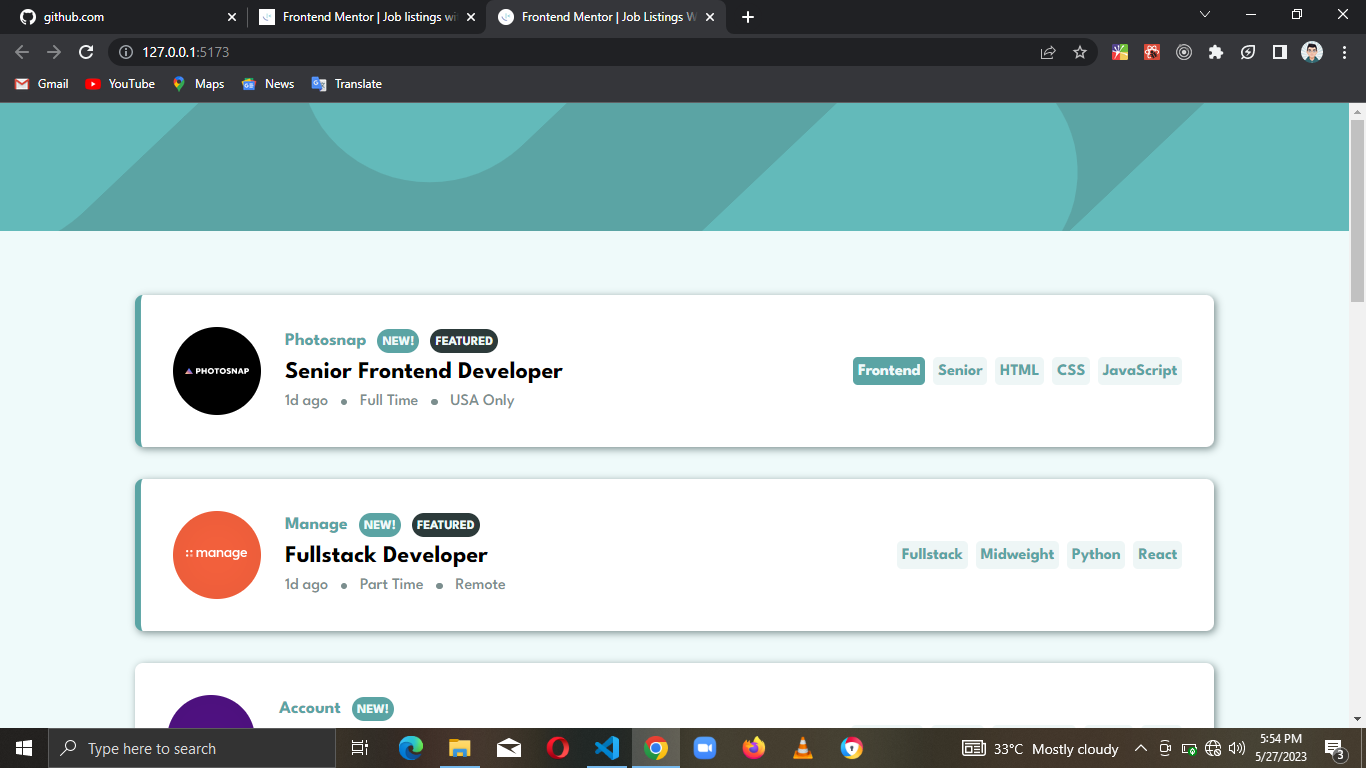 github.com
Frontend Mentor | Job listings wi
Frontend Mentor | Job Listings W
127.0.0.1:5173
Gmail
YouTube
Maps
News
Translate
PHOTOSNAP
Photosnap NEW! FEATURED
Senior Frontend Developer
1d ago • Full Time • USA Only
Frontend Senior HTML CSS JavaScript
:: manage
Manage NEW! FEATURED
Fullstack Developer
1d ago • Part Time • Remote
Fullstack Midweight Python React
Account NEW!
Type here to search
33°C Mostly cloudy
5:54 PM
5/27/2023
3